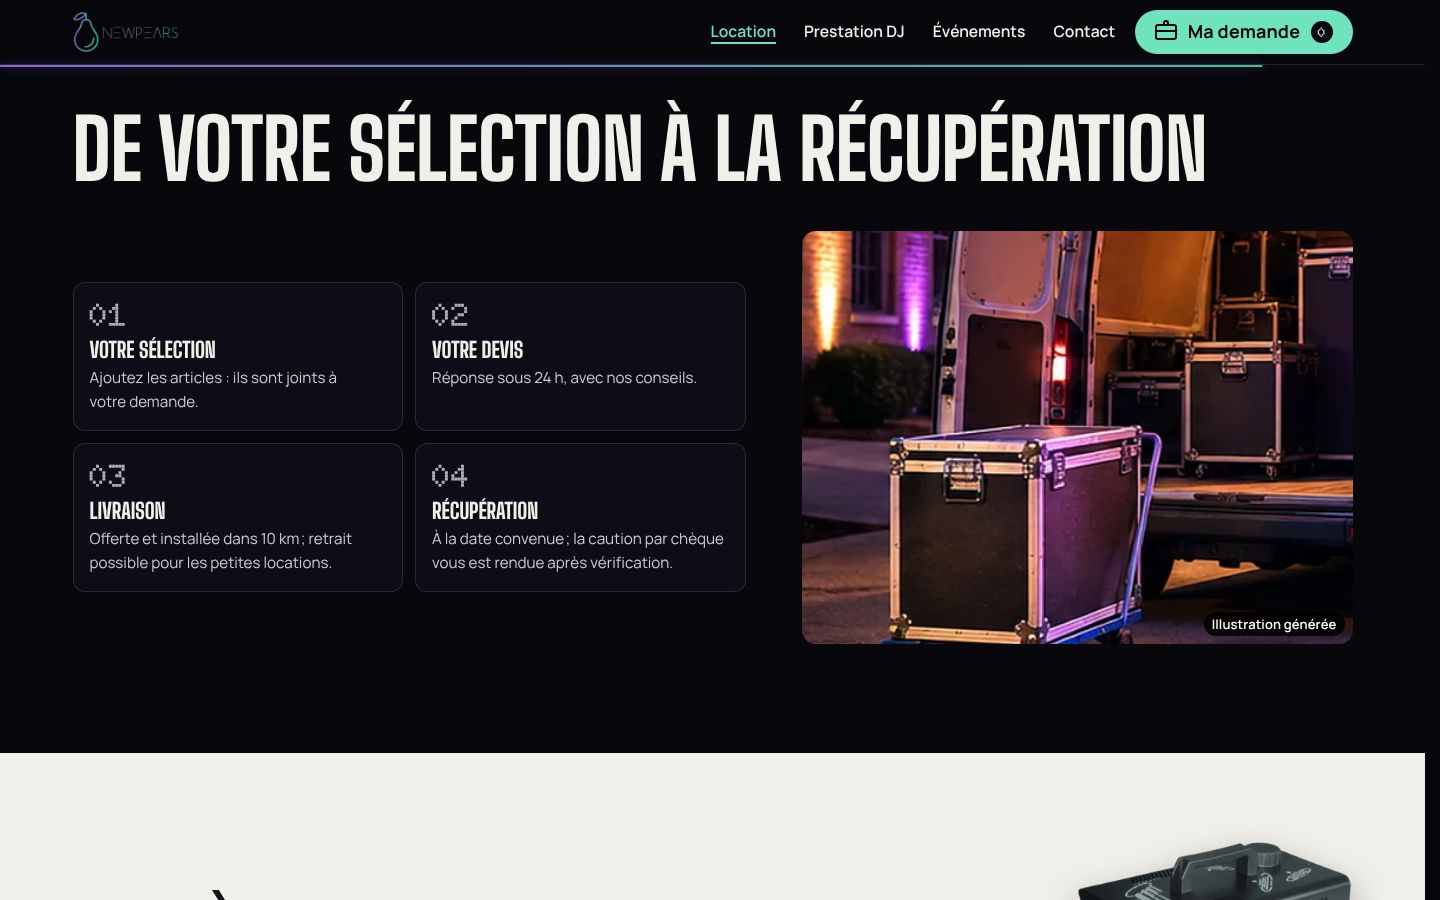 NEWPEARS
Location
Prestation DJ
Événements
Contact
Ma demande 0
DE VOTRE SÉLECTION À LA RÉCUPÉRATION
01
VOTRE SÉLECTION
Ajoutez les articles : ils sont joints à
votre demande.
02
VOTRE DEVIS
Réponse sous 24 h, avec nos conseils.
03
LIVRAISON
Offerte et installée dans 10 km ; retrait
possible pour les petites locations.
04
RÉCUPÉRATION
À la date convenue ; la caution par chèque
vous est rendue après vérification.
Illustration générée